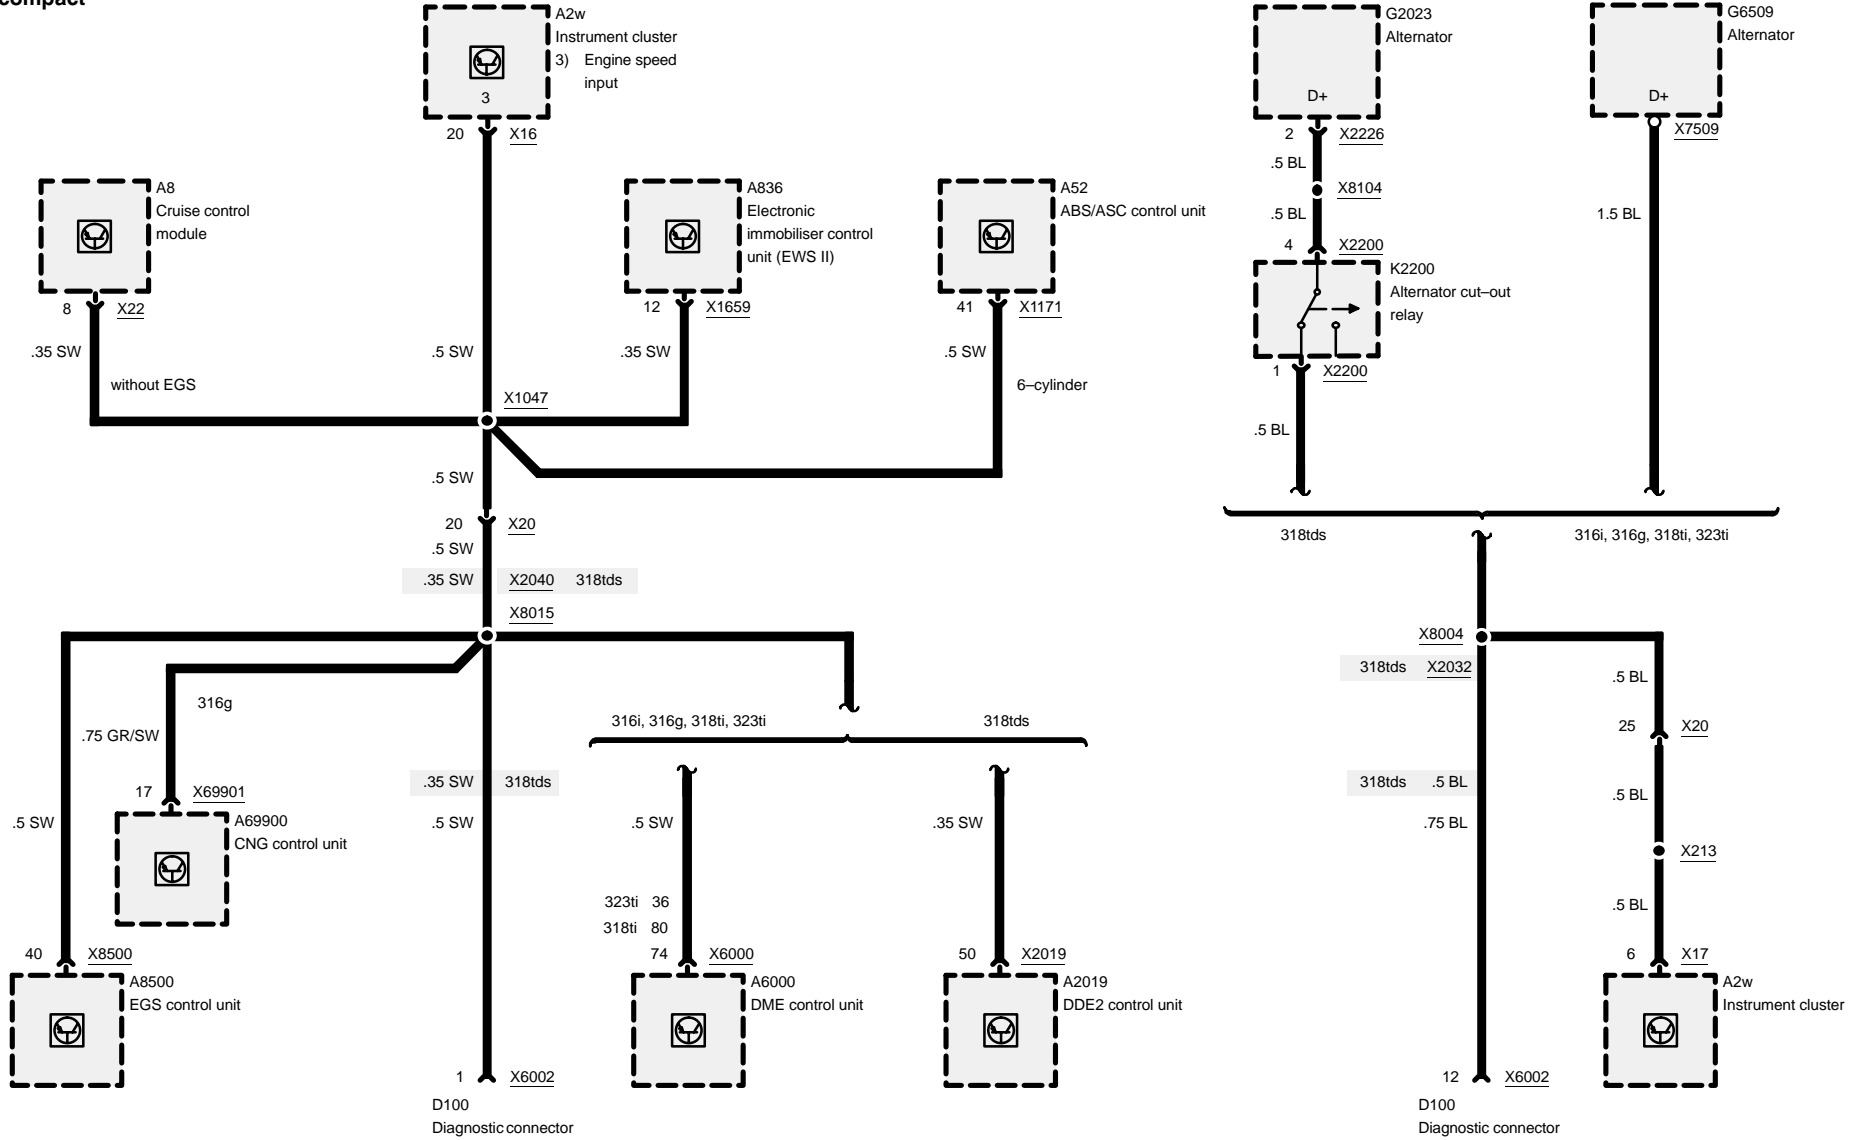 compact
A2w
Instrument cluster
3) Engine speed
input
3
20 X16
G2023
Alternator
D+
2 X2226
.5 BL
X8104
.5 BL
4 X2200
K2200
Alternator cut–out
relay
1 X2200
.5 BL
G6509
Alternator
D+
X7509
1.5 BL
A8
Cruise control
module
8 X22
.35 SW
without EGS
.5 SW
A836
Electronic
immobiliser control
unit (EWS II)
12 X1659
.35 SW
A52
ABS/ASC control unit
41 X1171
.5 SW
6–cylinder
X1047
.5 SW
20 X20
.5 SW
.35 SW X2040 318tds
X8015
318tds
316i, 316g, 318ti, 323ti
X8004
318tds X2032
.5 BL
25 X20
318tds .5 BL
.75 BL
.5 BL
X213
.5 BL
6 X17
A2w
Instrument cluster
12 X6002
D100
Diagnostic connector
316g
.75 GR/SW
17 X69901
A69900
CNG control unit
.5 SW
40 X8500
A8500
EGS control unit
.35 SW 318tds
.5 SW
1 X6002
D100
Diagnostic connector
316i, 316g, 318ti, 323ti
318tds
.5 SW
323ti 36
318ti 80
74 X6000
A6000
DME control unit
.35 SW
50 X2019
A2019
DDE2 control unit